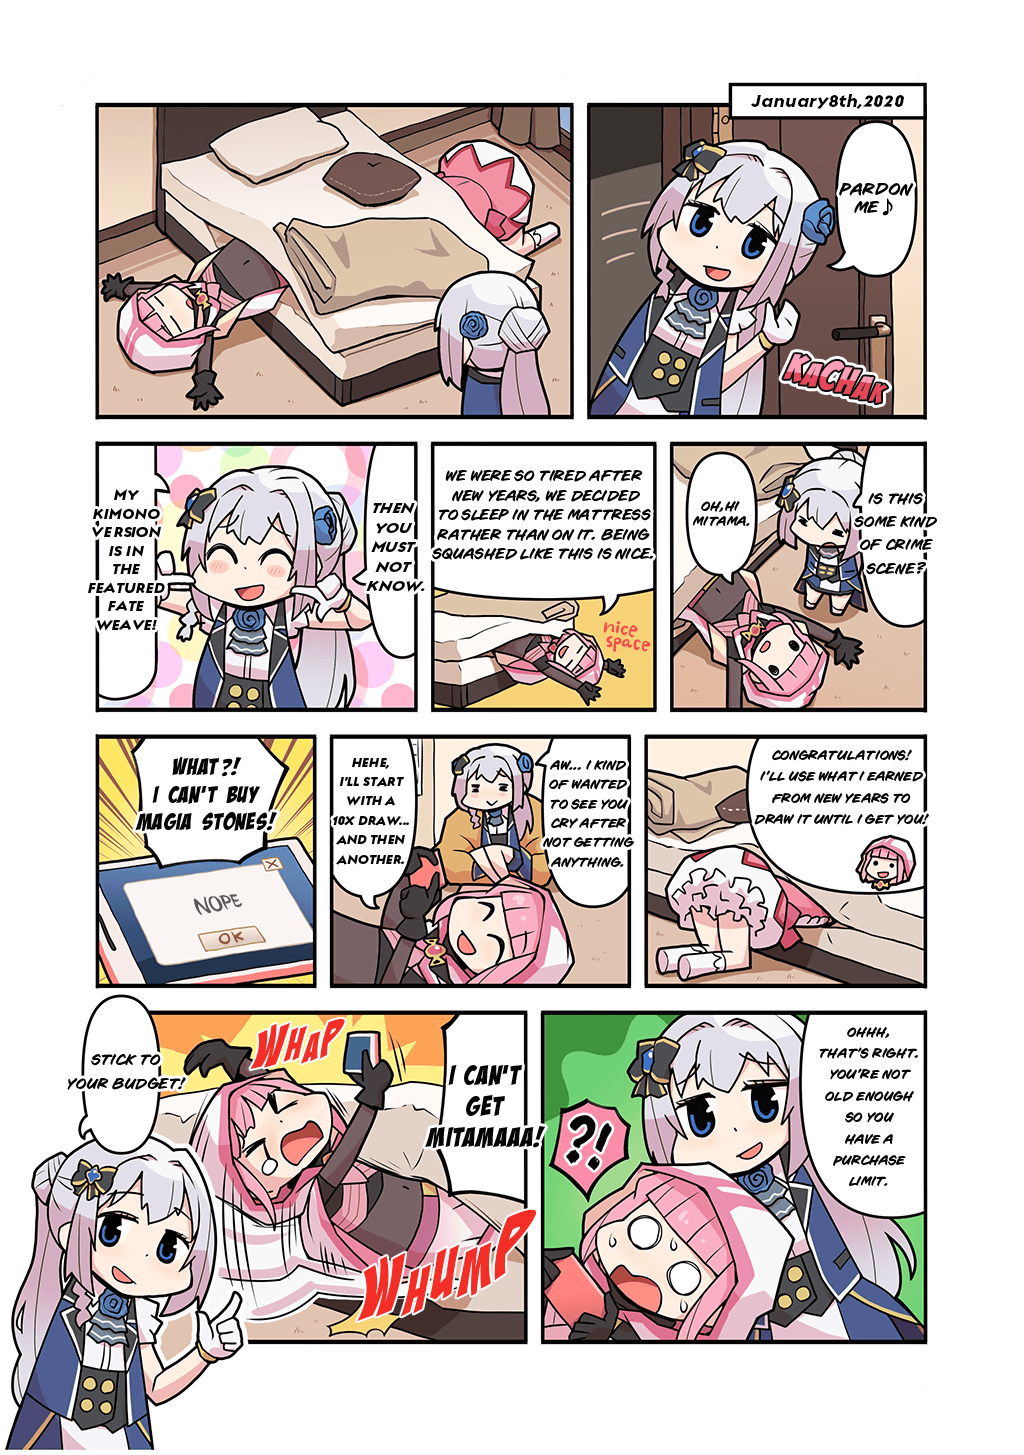 January 8th, 2020
PARDON
ME♪
KACHAK
IS THIS
SOME KIND
OF CRIME
SCENE?
OH, HI
MITAMA.
WE WERE SO TIRED AFTER
NEW YEARS, WE DECIDED
TO SLEEP IN THE MATTRESS
RATHER THAN ON IT. BEING
SQUASHED LIKE THIS IS NICE.
nice
space
THEN
YOU
MUST
NOT
KNOW.
MY
KIMONO
VERSION
IS IN
THE
FEATURED
FATE
WEAVE!
CONGRATULATIONS!
I'LL USE WHAT I EARNED
FROM NEW YEARS TO
DRAW IT UNTIL I GET YOU!
AW... I KIND
OF WANTED
TO SEE YOU
CRY AFTER
NOT GETTING
ANYTHING.
HEHE,
I'LL START
WITH A
10X DRAW...
AND THEN
ANOTHER.
WHAT?!
I CAN'T BUY
MAGIA STONES!
NOPE
OK
OHHH,
THAT'S RIGHT.
YOU'RE NOT
OLD ENOUGH
SO YOU
HAVE A
PURCHASE
LIMIT.
?!
I CAN'T
GET
MITAMAAA!
WHAP
WHUMP
STICK TO
YOUR BUDGET!